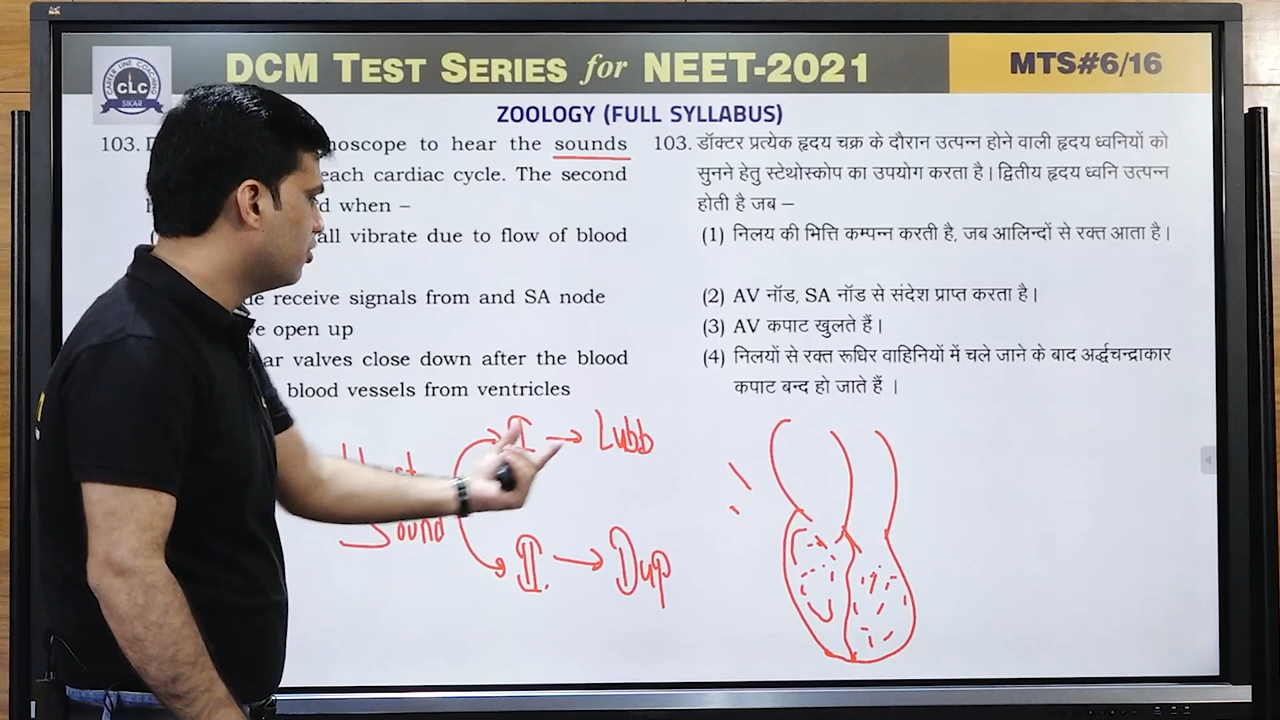 DCM TEST SERIES for NEET-2021
MTS#6/16
CAREER LINE COACHING
CLC
SIKAR
ZOOLOGY (FULL SYLLABUS)
103. to hear the sounds
each cardiac cycle. The second
when –
vibrate due to flow of blood
receive signals from and SA node
open up
valves close down after the blood
blood vessels from ventricles
103. डॉक्टर प्रत्येक हृदय चक्र के दौरान उत्पन्न होने वाली हृदय ध्वनियों को
सुनने हेतु स्टेथोस्कोप का उपयोग करता है। द्वितीय हृदय ध्वनि उत्पन्न
होती है जब –
(1) निलय की भित्ति कम्पन्न करती है, जब आलिन्दों से रक्त आता है।
(2) AV नॉड, SA नॉड से संदेश प्राप्त करता है।
(3) AV कपाट खुलते हैं।
(4) निलयों से रक्त रूधिर वाहिनियों में चले जाने के बाद अर्द्धचन्द्राकार
कपाट बन्द हो जाते हैं ।
I → Lubb
Sound
II. → Dup